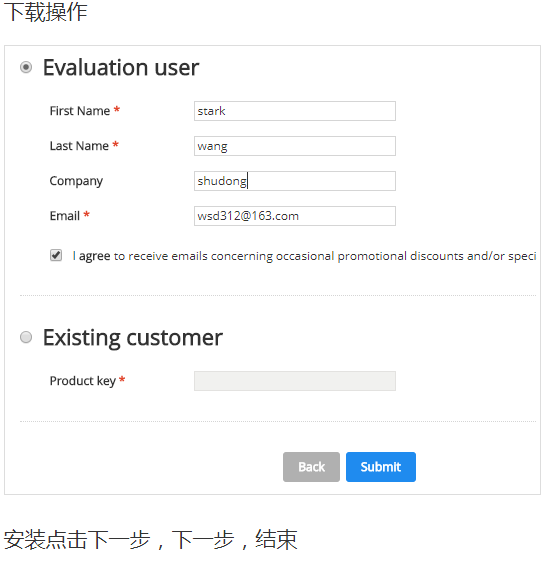 下载操作
Evaluation user
First Name * stark
Last Name * wang
Company shudong
Email * wsd312@163.com
I agree to receive emails concerning occasional promotional discounts and/or speci
Existing customer
Product key *
Back Submit
安装点击下一步，下一步，结束